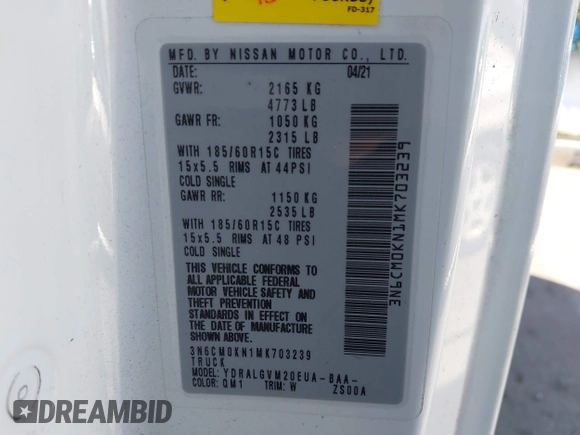 FD-317
MFD. BY NISSAN MOTOR CO., LTD.
DATE: 04/21
GVWR: 2165 KG
4773 LB
GAWR FR: 1050 KG
2315 LB
WITH 185/60R15C TIRES
15x5.5 RIMS AT 44PSI
COLD SINGLE
GAWR RR: 1150 KG
2535 LB
WITH 185/60R15C TIRES
15x5.5 RIMS AT 48 PSI
COLD SINGLE
THIS VEHICLE CONFORMS TO
ALL APPLICABLE FEDERAL
MOTOR VEHICLE SAFETY AND
THEFT PREVENTION
STANDARDS IN EFFECT ON
THE DATE OF MANUFACTURE
SHOWN ABOVE.
3N6CM0KN1MK703239
TRUCK
MODEL: YDRALGVM20EUA-BAA-
COLOR: QM1 TRIM: W ZS00A
3N6CM0KN1MK703239